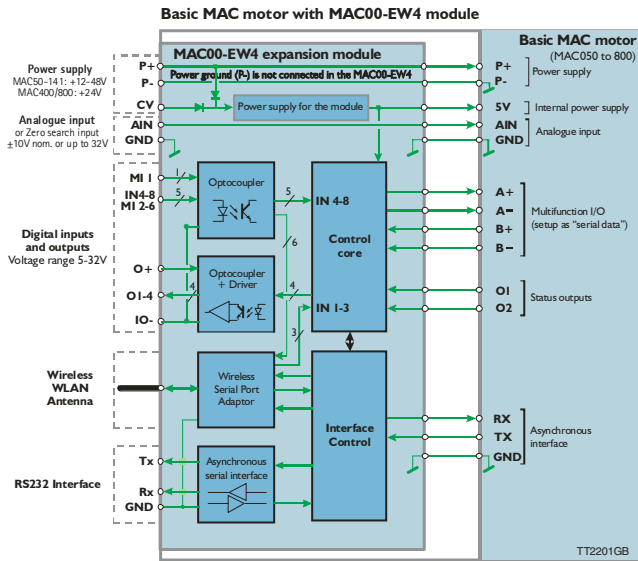 Basic MAC motor with MAC00-EW4 module
MAC00-EW4 expansion module
Power ground (P-) is not connected in the MAC00-EW4
Basic MAC motor
(MAC050 to 800)
Power supply
MAC50-141: +12-48V
MAC400/800: +24V
P+
P-
CV
Power supply for the module
P+
P-
Power supply
5V
Internal power supply
Analogue input
or Zero search input
±10V nom. or up to 32V
AIN
GND
AIN
GND
Analogue input
Digital inputs
and outputs
Voltage range 5-32V
MI 1
IN4-8
MI 2-6
O+
O1-4
IO-
1
5
Optocoupler
5
6
4
Optocoupler
+ Driver
4
3
IN 4-8
Control
core
IN 1-3
A+
A–
B+
B–
Multifunction I/O
(setup as "serial data")
O1
O2
Status outputs
Wireless
WLAN
Antenna
Wireless
Serial Port
Adaptor
Interface
Control
RX
TX
GND
Asynchronous
interface
RS232 Interface
Tx
Rx
GND
Asynchronous
serial interface
TT2201GB